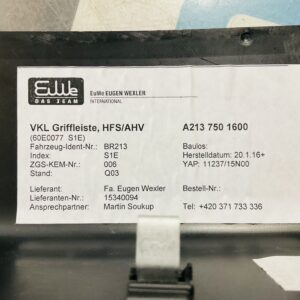 EuWe
DAS TEAM
EuWe EUGEN WEXLER
INTERNATIONAL
VKL Griffleiste, HFS/AHV A213 750 1600
(60E0077 S1E)
Fahrzeug-Ident-Nr.: BR213 Baulos:
Index: S1E Herstelldatum: 20.1.16+
ZGS-KEM-Nr.: 006 YAP: 11237/15N00
Stand: Q03
Lieferant: Fa. Eugen Wexler Bestell-Nr.:
Lieferanten-Nr.: 15340094
Ansprechpartner: Martin Soukup Tel: +420 371 733 336